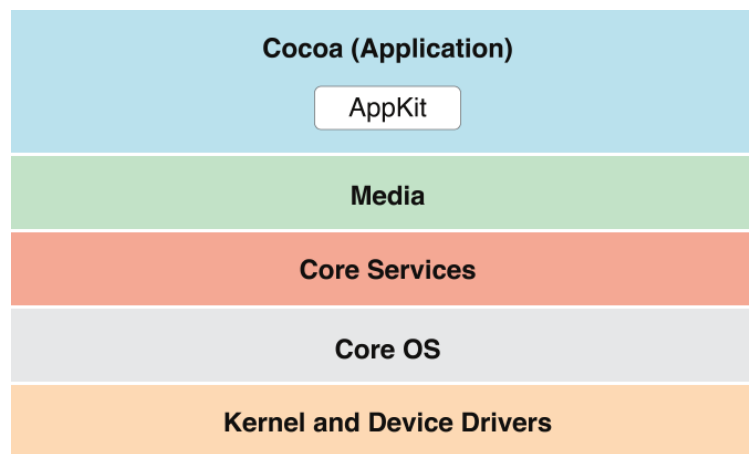 Cocoa (Application)
AppKit
Media
Core Services
Core OS
Kernel and Device Drivers